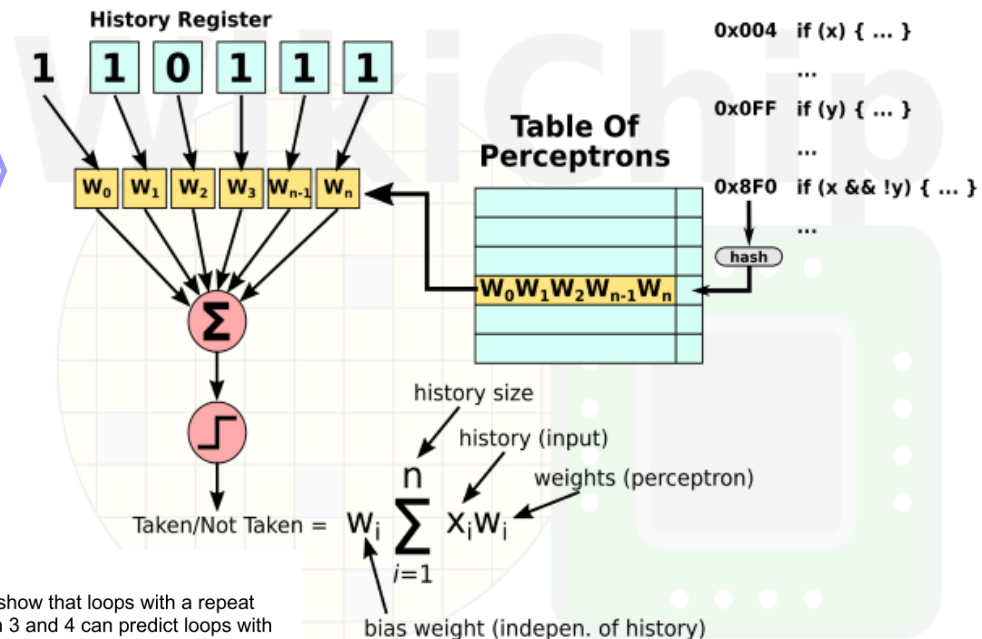 History Register
1 1 0 1 1 1
W0 W1 W2 W3 Wn-1 Wn
Σ
Taken/Not Taken = wi n Σ i=1 xiwi
history size
history (input)
weights (perceptron)
bias weight (indepen. of history)
Table Of
Perceptrons
W0W1W2Wn-1Wn
0x004 if (x) { ... }
...
0x0FF if (y) { ... }
...
0x8F0 if (x && !y) { ... }
...
hash
show that loops with a repeat
3 and 4 can predict loops with
WikiChip